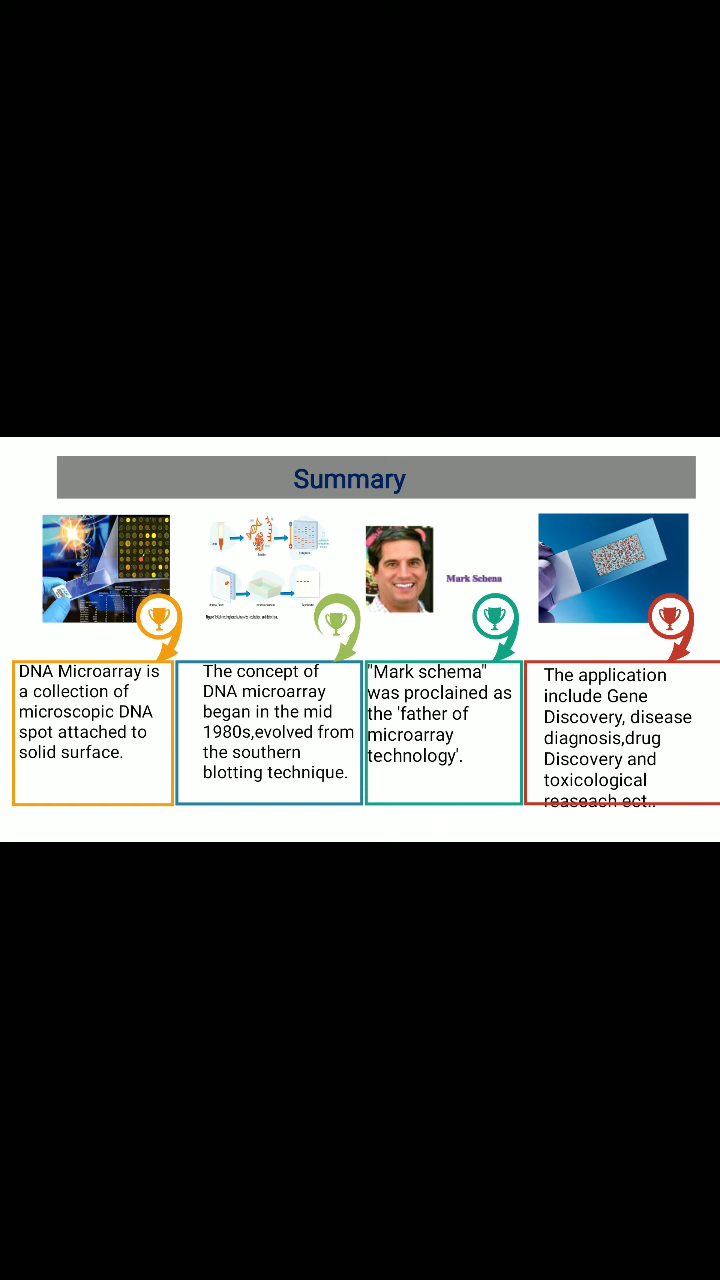 Summary
Mark Schena
DNA Microarray is
a collection of
microscopic DNA
spot attached to
solid surface.
The concept of
DNA microarray
began in the mid
1980s,evolved from
the southern
blotting technique.
"Mark schema"
was proclained as
the 'father of
microarray
technology'.
The application
include Gene
Discovery, disease
diagnosis,drug
Discovery and
toxicological
reaseach ect..